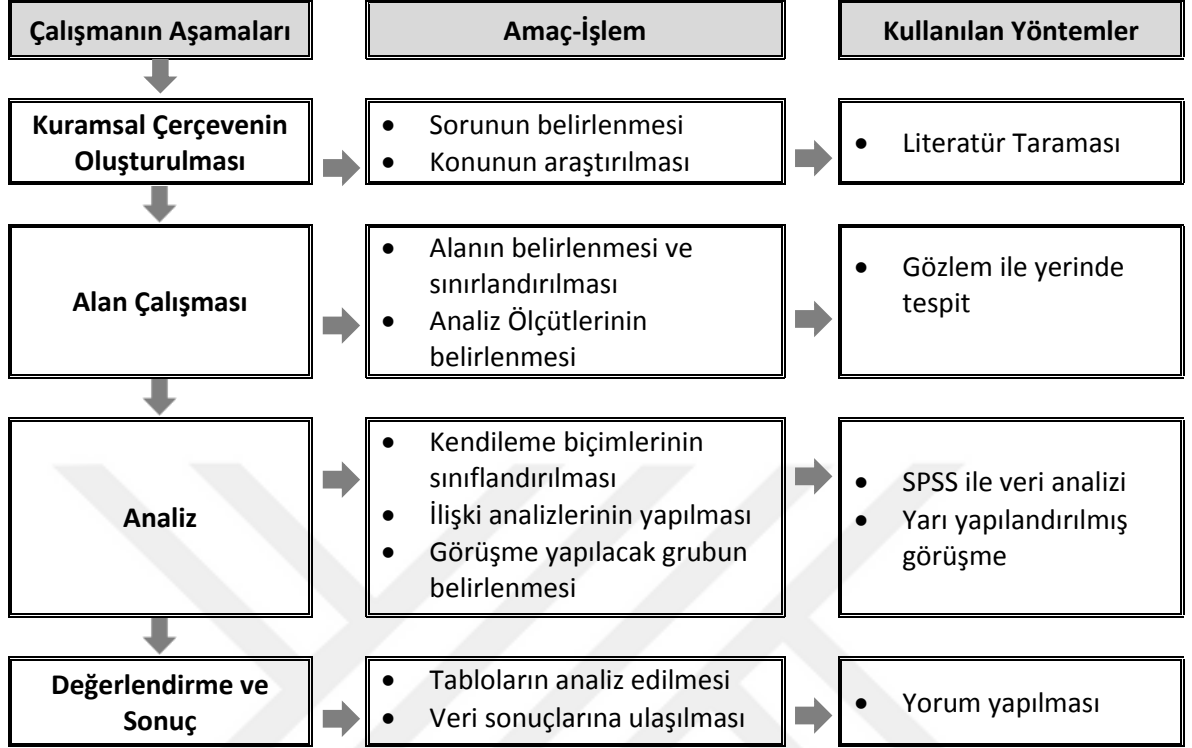 Çalışmanın Aşamaları
Amaç-İşlem
Kullanılan Yöntemler
Kuramsal Çerçevenin
Oluşturulması
• Sorunun belirlenmesi
• Konunun araştırılması
• Literatür Taraması
Alan Çalışması
• Alanın belirlenmesi ve
sınırlandırılması
• Analiz Ölçütlerinin
belirlenmesi
• Gözlem ile yerinde
tespit
Analiz
• Kendileme biçimlerinin
sınıflandırılması
• İlişki analizlerinin yapılması
• Görüşme yapılacak grubun
belirlenmesi
• SPSS ile veri analizi
• Yarı yapılandırılmış
görüşme
Değerlendirme ve
Sonuç
• Tabloların analiz edilmesi
• Veri sonuçlarına ulaşılması
• Yorum yapılması